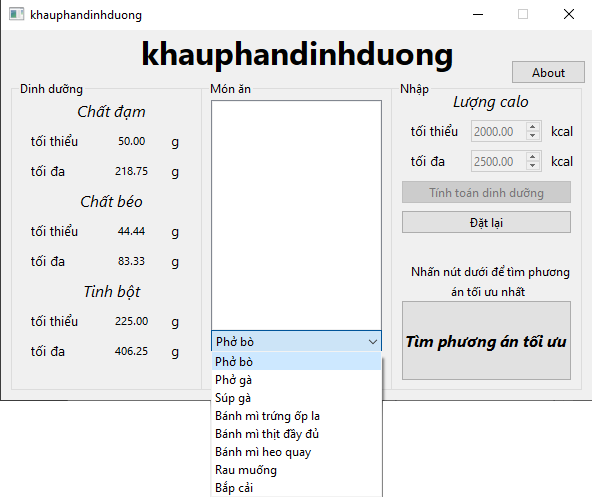 khauphandinhduong
khauphandinhduong
About
Dinh dưỡng
Chất đạm
tối thiểu 50.00 g
tối đa 218.75 g
Chất béo
tối thiểu 44.44 g
tối đa 83.33 g
Tinh bột
tối thiểu 225.00 g
tối đa 406.25 g
Món ăn
Phở bò
Phở bò
Phở gà
Súp gà
Bánh mì trứng ốp la
Bánh mì thịt đầy đủ
Bánh mì heo quay
Rau muống
Bắp cải
Nhập
Lượng calo
tối thiểu 2000.00 kcal
tối đa 2500.00 kcal
Tính toán dinh dưỡng
Đặt lại
Nhấn nút dưới để tìm phương
án tối ưu nhất
Tìm phương án tối ưu